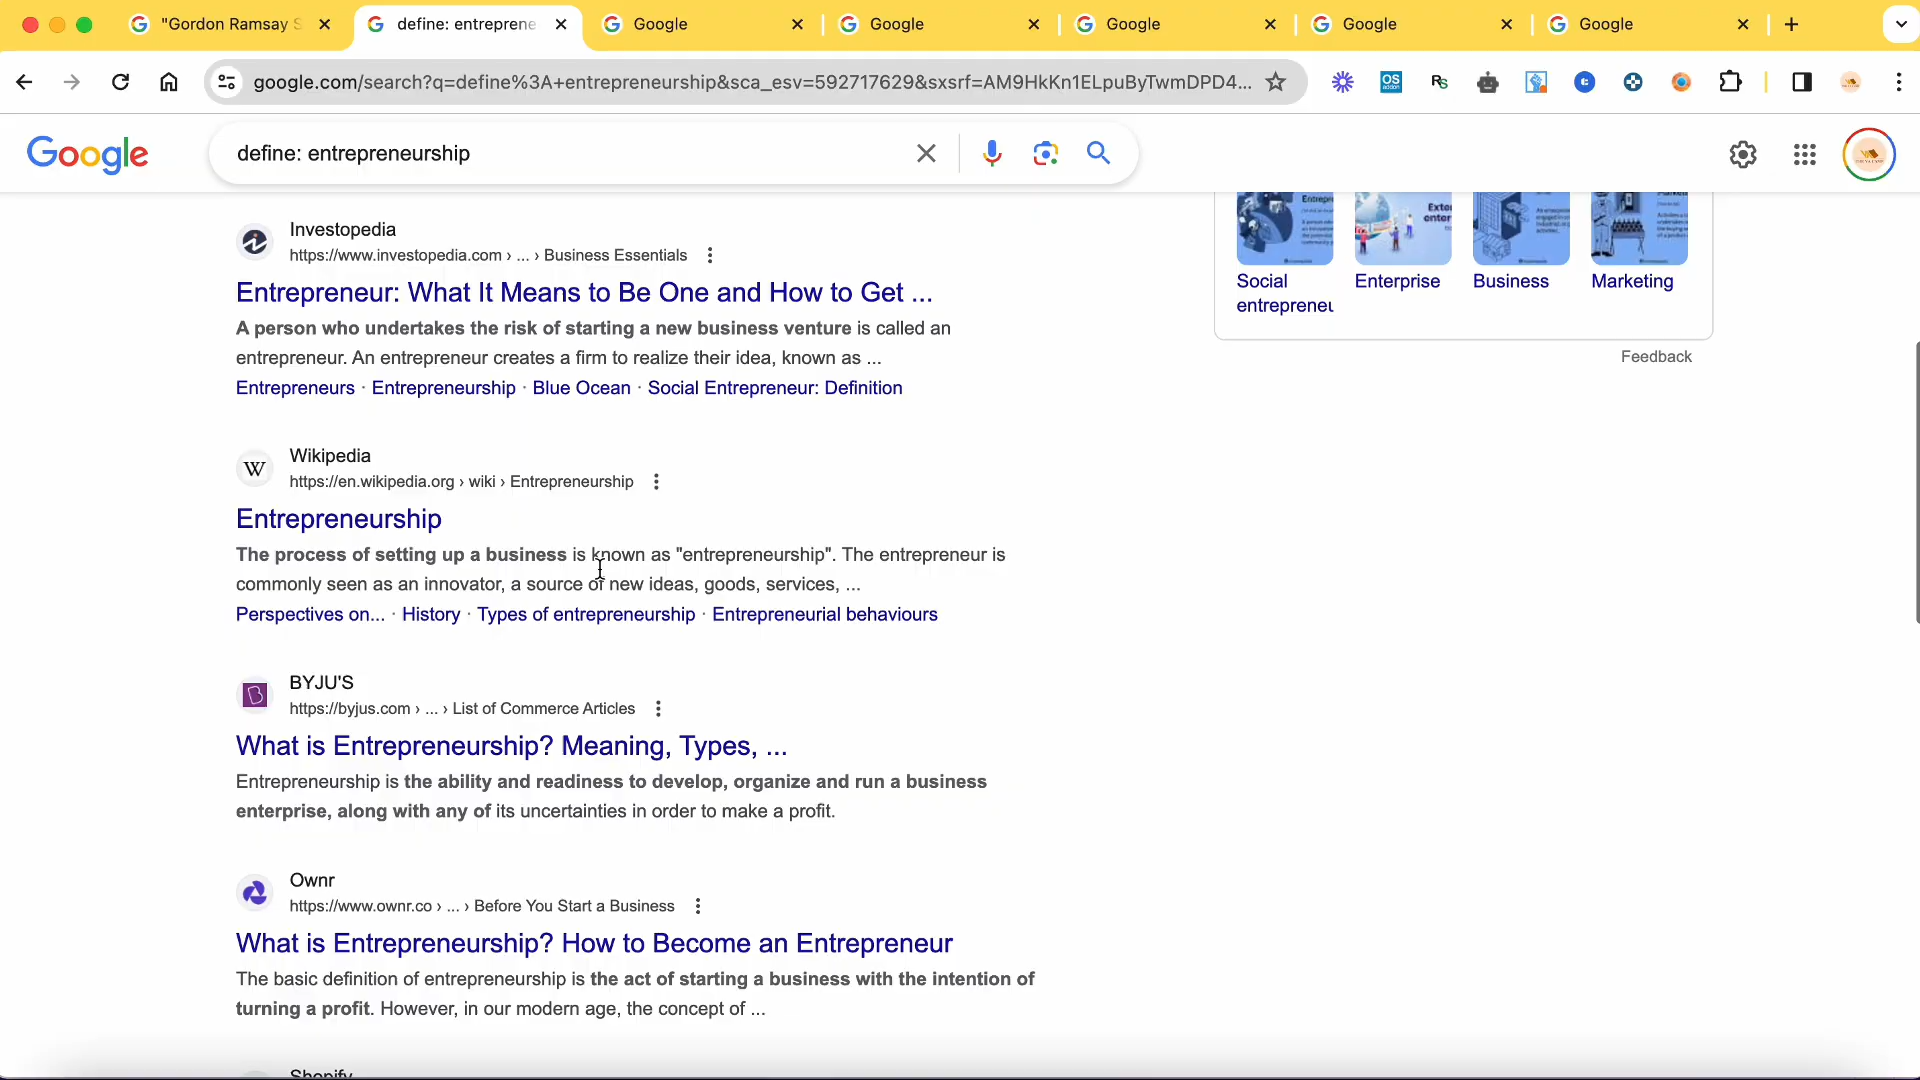 "Gordon Ramsay S
define: entreprene
Google
Google
Google
Google
Google
google.com/search?q=define%3A+entrepreneurship&sca_esv=592717629&sxsrf=AM9HkKn1ELpuByTwmDPD4...
Google
define: entrepreneurship
Investopedia
https://www.investopedia.com › ... › Business Essentials
Entrepreneur: What It Means to Be One and How to Get ...
A person who undertakes the risk of starting a new business venture is called an
entrepreneur. An entrepreneur creates a firm to realize their idea, known as ...
Entrepreneurs · Entrepreneurship · Blue Ocean · Social Entrepreneur: Definition
Social
entrepreneu
Enterprise
Business
Marketing
Feedback
W
Wikipedia
https://en.wikipedia.org › wiki › Entrepreneurship
Entrepreneurship
The process of setting up a business is known as "entrepreneurship". The entrepreneur is
commonly seen as an innovator, a source of new ideas, goods, services, ...
Perspectives on... · History · Types of entrepreneurship · Entrepreneurial behaviours
BYJU'S
https://byjus.com › ... › List of Commerce Articles
What is Entrepreneurship? Meaning, Types, ...
Entrepreneurship is the ability and readiness to develop, organize and run a business
enterprise, along with any of its uncertainties in order to make a profit.
Ownr
https://www.ownr.co › ... › Before You Start a Business
What is Entrepreneurship? How to Become an Entrepreneur
The basic definition of entrepreneurship is the act of starting a business with the intention of
turning a profit. However, in our modern age, the concept of ...
Shopify